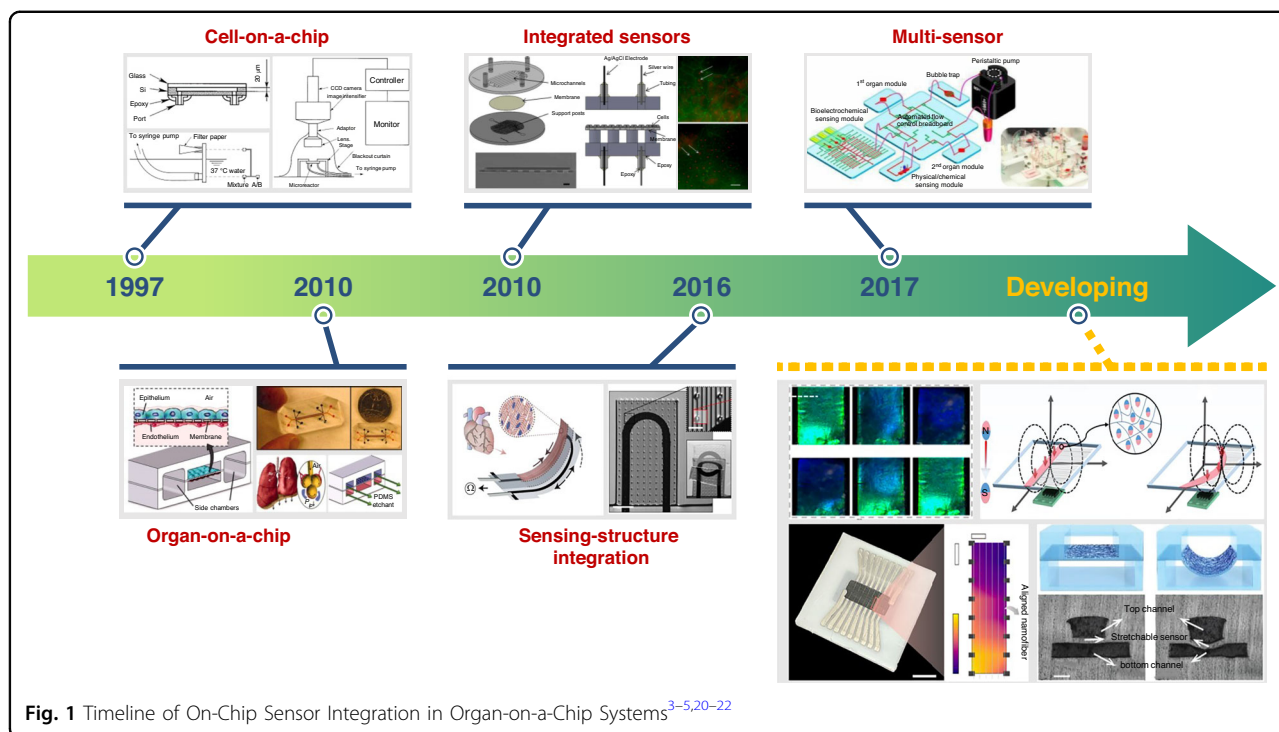 Cell-on-a-chip
Glass
Si
Epoxy
Port
20 μm
To syringe pump
Filter paper
37 °C water
Mixture A/B
CCD camera
image intensifier
Controller
Monitor
Adaptor
Lens
Stage
Blackout curtain
To syringe pump
Microreactor
Integrated sensors
Microchannels
Membrane
Support posts
Ag/AgCl Electrode
Silver wire
Tubing
Cells
Membrane
Epoxy
Epoxy
Multi-sensor
Peristaltic pump
Bubble trap
1st organ module
Bioelectrochemical
sensing module
Automated flow
control breadboard
2nd organ module
Physical/chemical
sensing module
1997
2010
2010
2016
2017
Developing
Epithelium
Air
Endothelium
Membrane
Side chambers
Air
PDMS
etchant
Organ-on-a-chip
Ω
Sensing-structure
integration
N
S
Aligned namofiber
Top channel
Stretchable sensor
bottom channel
Fig. 1 Timeline of On-Chip Sensor Integration in Organ-on-a-Chip Systems3–5,20–22